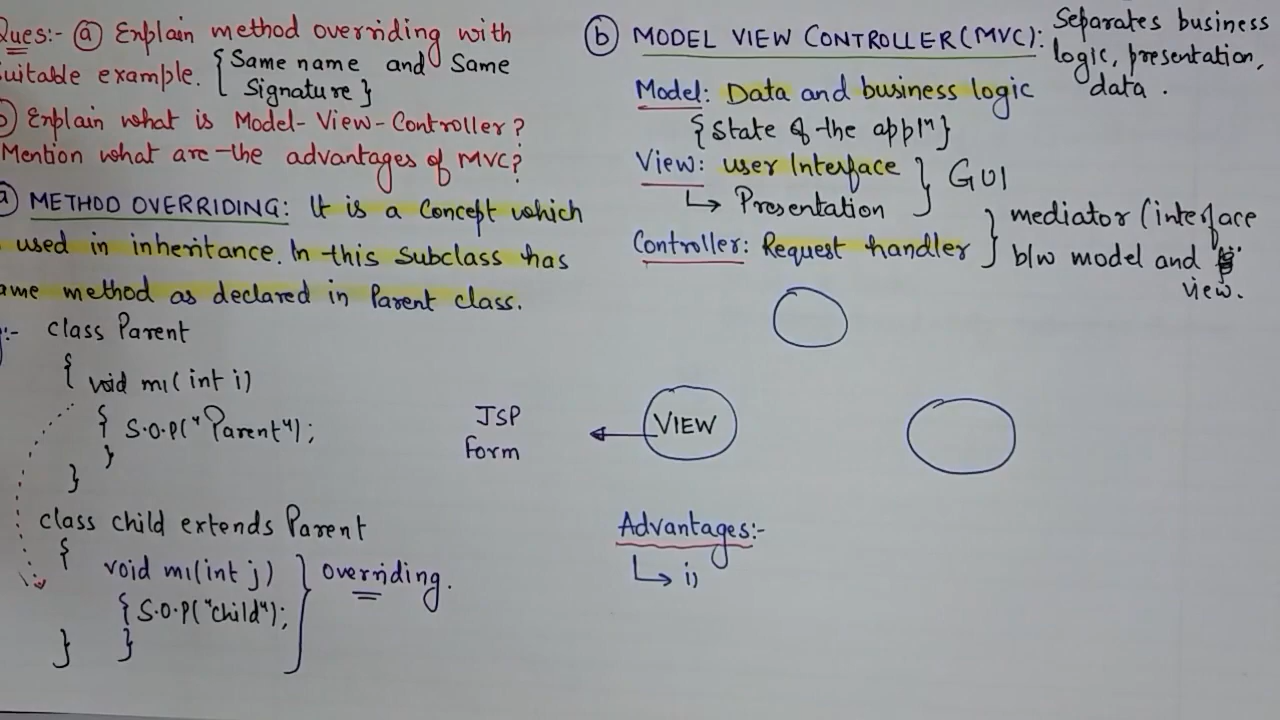 Ques:- (a) Explain method overriding with
suitable example. { Same name and Same
Signature }
b) Explain what is Model-View-Controller?
Mention what are the advantages of MVC?
a) METHOD OVERRIDING: It is a concept which
used in inheritance. In this subclass has
ame method as declared in Parent class.
:- class Parent
{ void m1(int i)
{ S.O.P("Parent");
}
}
class child extends Parent
{ void m1(int j) } overriding.
{ S.O.P("child");
} }
(b) MODEL VIEW CONTROLLER (MVC): Separates business
logic, presentation,
data.
Model: Data and business logic
{ State of the appln }
View: user Interface } GUI
↳ Presentation
Controller: Request handler } mediator (interface
b/w model and
view.
JSP
Form
VIEW
Advantages:-
↳ i)